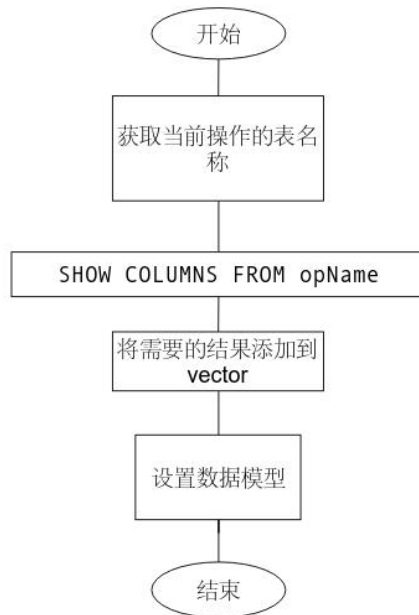 开始
获取当前操作的表名
称
SHOW COLUMNS FROM opName
将需要的结果添加到
vector
设置数据模型
结束